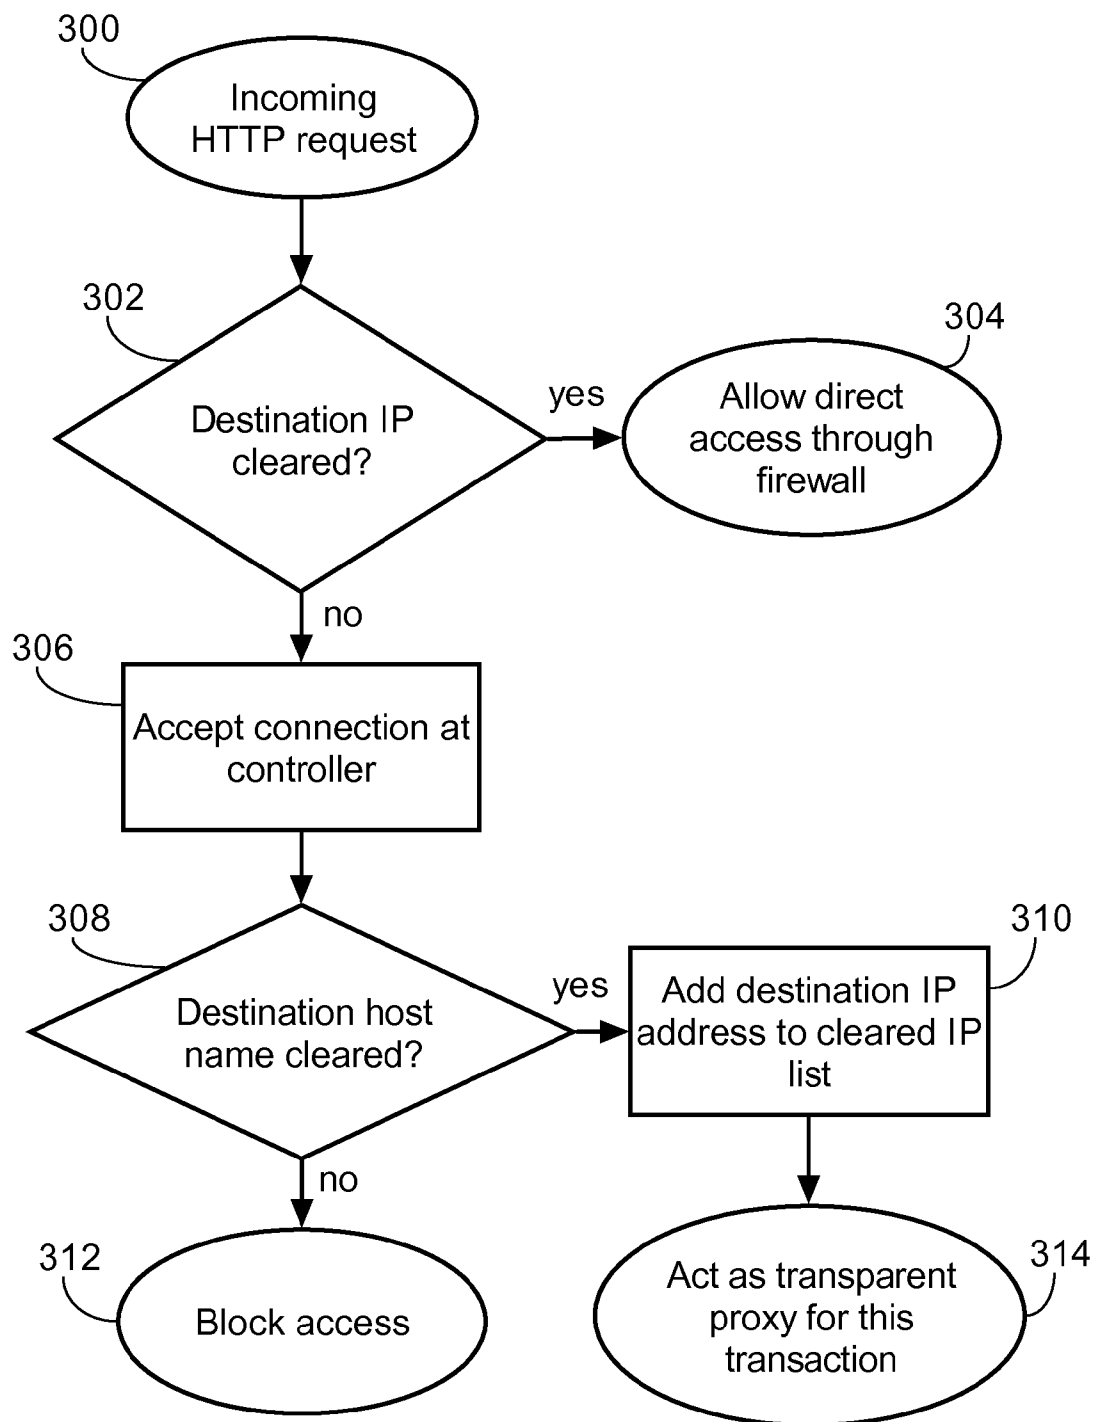 300
Incoming
HTTP request
302
Destination IP
cleared?
yes
304
Allow direct
access through
firewall
no
306
Accept connection at
controller
308
Destination host
name cleared?
yes
310
Add destination IP
address to cleared IP
list
no
312
Block access
314
Act as transparent
proxy for this
transaction